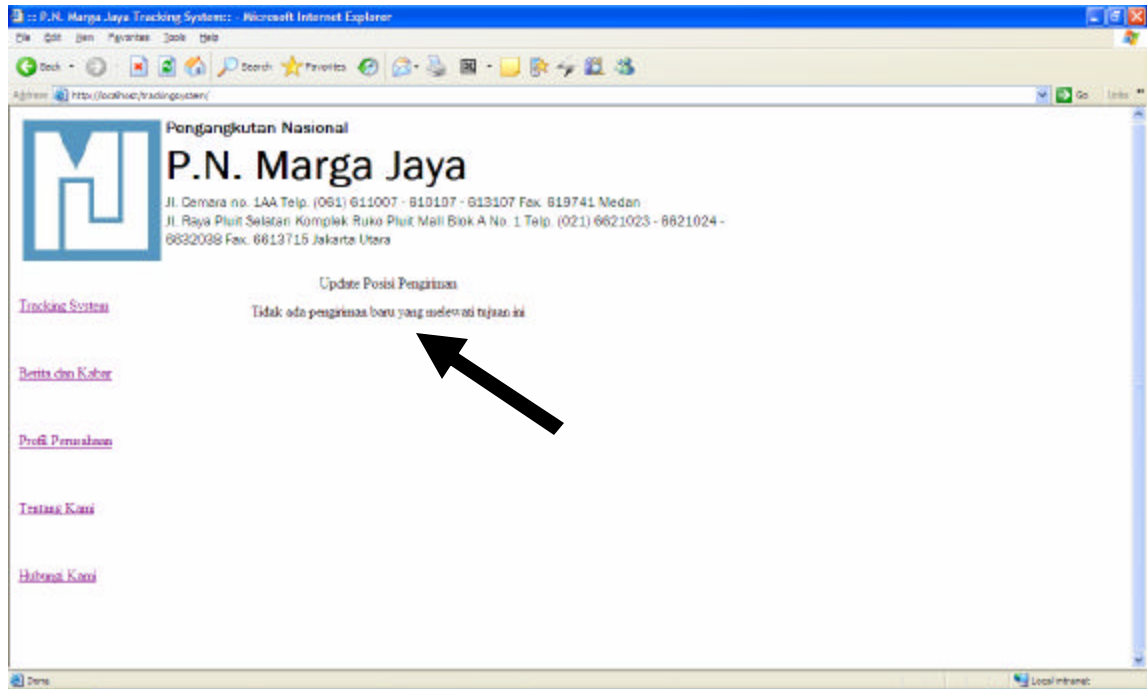 :: P.N. Marga Jaya Tracking System:: - Microsoft Internet Explorer
File Edit View Favorites Tools Help
Back Search Favorites
Address http://localhost/trackingsystem/ Go Links
Pengangkutan Nasional
P.N. Marga Jaya
Jl. Cemara no. 1AA Telp. (061) 611007 - 610107 - 613107 Fax. 619741 Medan
Jl. Raya Pluit Selatan Komplek Ruko Pluit Mall Blok A No. 1 Telp. (021) 6621023 - 6621024 -
6632038 Fax. 6613715 Jakarta Utara
Update Posisi Pengiriman
Tracking System
Tidak ada pengiriman baru yang melewati tujuan ini
Berita dan Kabar
Profil Perusahaan
Tentang Kami
Hubungi Kami
Done Local intranet